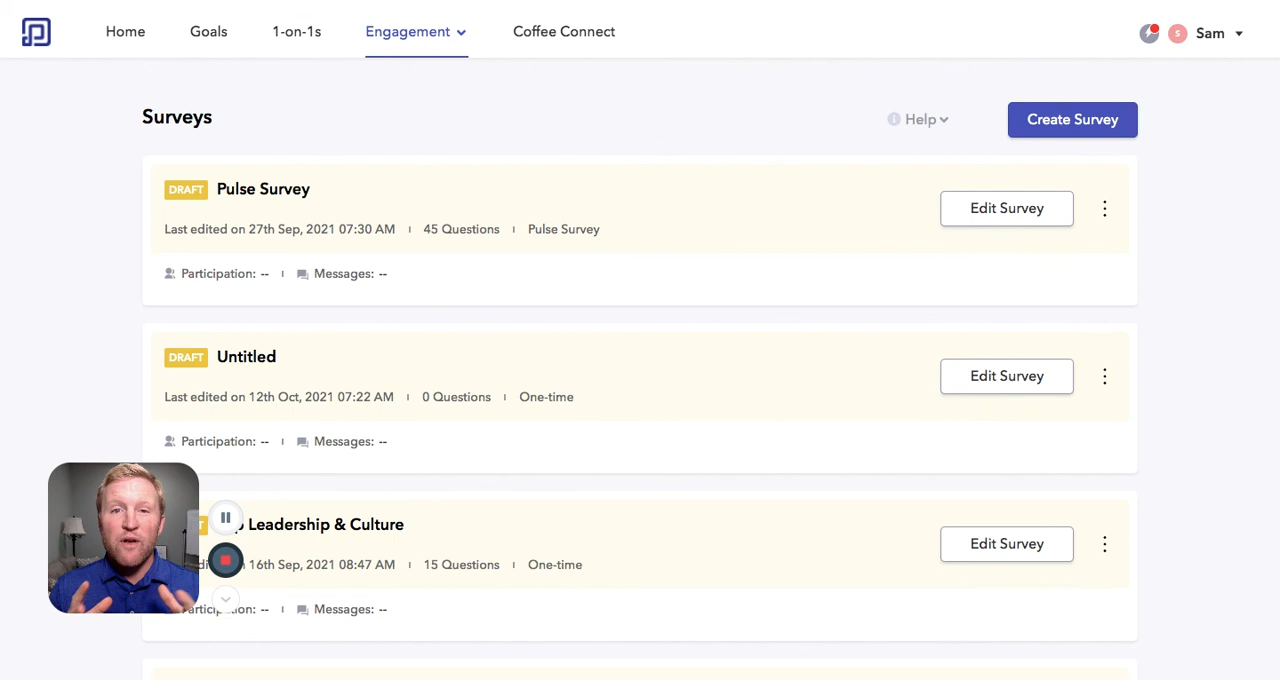 Home Goals 1-on-1s Engagement Coffee Connect S Sam
Surveys Help Create Survey
DRAFT Pulse Survey
Edit Survey
Last edited on 27th Sep, 2021 07:30 AM 45 Questions Pulse Survey
Participation: -- Messages: --
DRAFT Untitled
Edit Survey
Last edited on 12th Oct, 2021 07:22 AM 0 Questions One-time
Participation: -- Messages: --
Leadership & Culture
Edit Survey
16th Sep, 2021 08:47 AM 15 Questions One-time
Messages: --